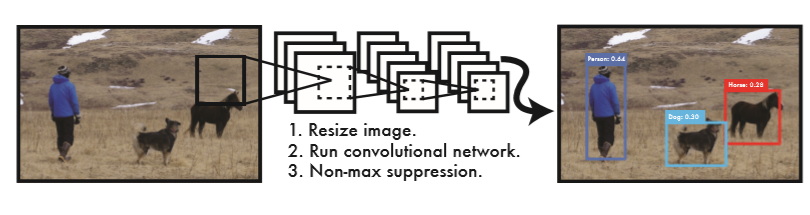 1. Resize image.
2. Run convolutional network.
3. Non-max suppression.
Person: 0.64
Horse: 0.28
Dog: 0.30